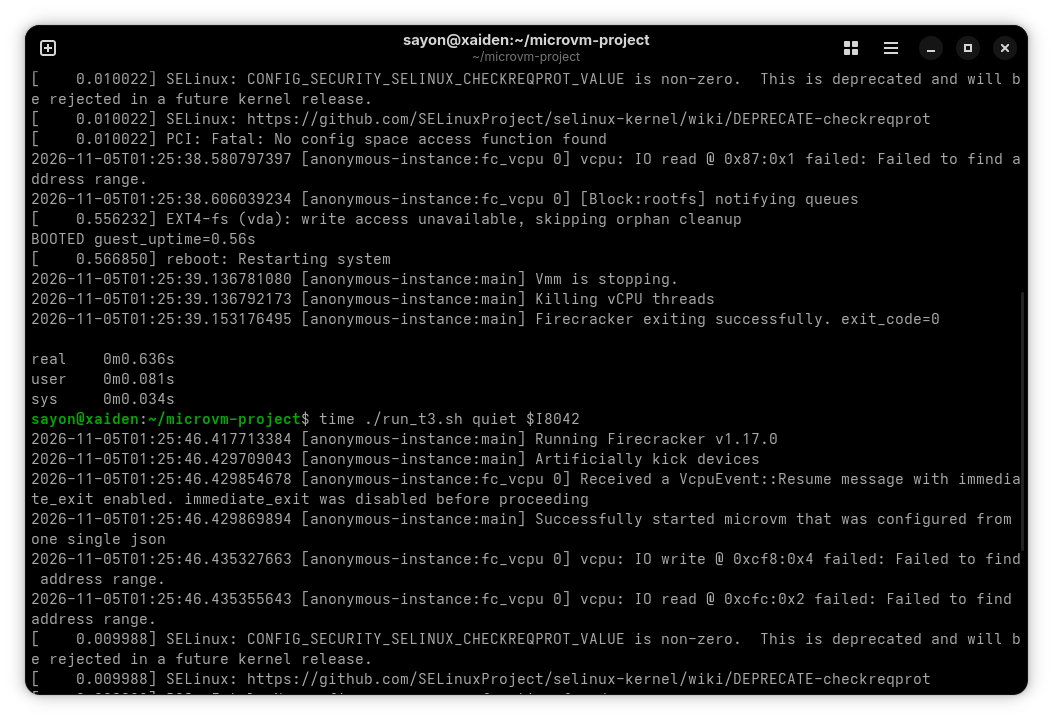 sayon@xaiden:~/microvm-project
~/microvm-project
[    0.010022] SELinux: CONFIG_SECURITY_SELINUX_CHECKREQPROT_VALUE is non-zero.  This is deprecated and will b
e rejected in a future kernel release.
[    0.010022] SELinux: https://github.com/SELinuxProject/selinux-kernel/wiki/DEPRECATE-checkreqprot
[    0.010022] PCI: Fatal: No config space access function found
2026-11-05T01:25:38.580797397 [anonymous-instance:fc_vcpu 0] vcpu: IO read @ 0x87:0x1 failed: Failed to find a
ddress range.
2026-11-05T01:25:38.606039234 [anonymous-instance:fc_vcpu 0] [Block:rootfs] notifying queues
[    0.556232] EXT4-fs (vda): write access unavailable, skipping orphan cleanup
BOOTED guest_uptime=0.56s
[    0.566850] reboot: Restarting system
2026-11-05T01:25:39.136781080 [anonymous-instance:main] Vmm is stopping.
2026-11-05T01:25:39.136792173 [anonymous-instance:main] Killing vCPU threads
2026-11-05T01:25:39.153176495 [anonymous-instance:main] Firecracker exiting successfully. exit_code=0
real    0m0.636s
user    0m0.081s
sys     0m0.034s
sayon@xaiden:~/microvm-project$ time ./run_t3.sh quiet $I8042
2026-11-05T01:25:46.417713384 [anonymous-instance:main] Running Firecracker v1.17.0
2026-11-05T01:25:46.429709043 [anonymous-instance:main] Artificially kick devices
2026-11-05T01:25:46.429854678 [anonymous-instance:fc_vcpu 0] Received a VcpuEvent::Resume message with immedia
te_exit enabled. immediate_exit was disabled before proceeding
2026-11-05T01:25:46.429869894 [anonymous-instance:main] Successfully started microvm that was configured from
one single json
2026-11-05T01:25:46.435327663 [anonymous-instance:fc_vcpu 0] vcpu: IO write @ 0xcf8:0x4 failed: Failed to find
 address range.
2026-11-05T01:25:46.435355643 [anonymous-instance:fc_vcpu 0] vcpu: IO read @ 0xcfc:0x2 failed: Failed to find
address range.
[    0.009988] SELinux: CONFIG_SECURITY_SELINUX_CHECKREQPROT_VALUE is non-zero.  This is deprecated and will b
e rejected in a future kernel release.
[    0.009988] SELinux: https://github.com/SELinuxProject/selinux-kernel/wiki/DEPRECATE-checkreqprot